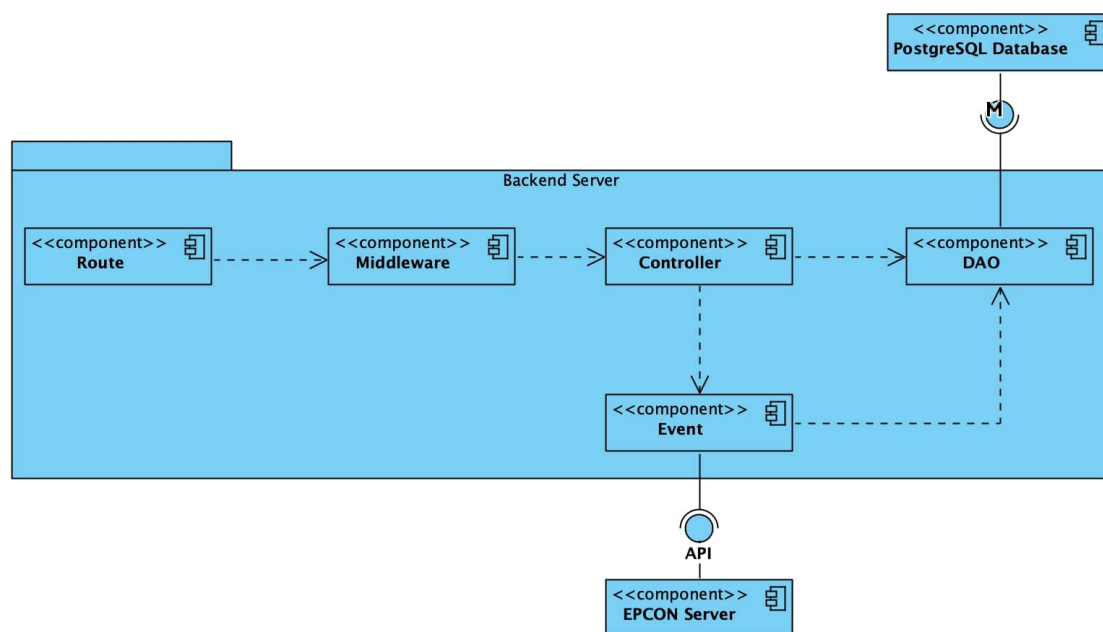 <<component>>
PostgreSQL Database
M
Backend Server
<<component>>
Route
<<component>>
Middleware
<<component>>
Controller
<<component>>
DAO
<<component>>
Event
API
<<component>>
EPCON Server